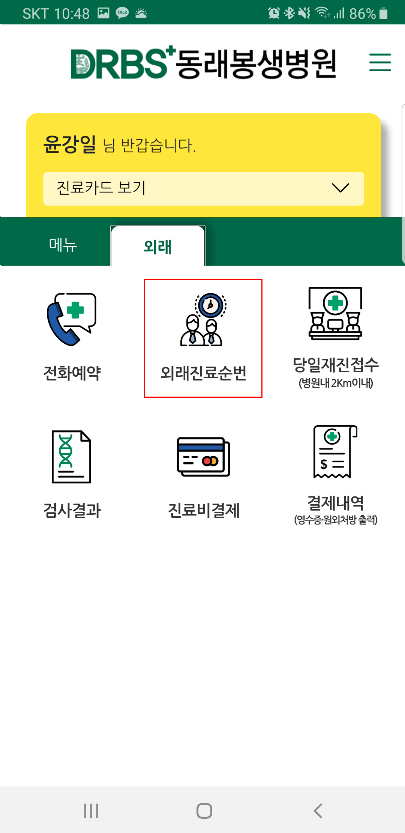 SKT 10:48 86%
DRBS+동래봉생병원
윤강일 님 반갑습니다.
진료카드 보기
메뉴 외래
전화예약 외래진료순번 당일재진접수
(병원내 2Km이내)
검사결과 진료비결제 결제내역
(영수증·원외처방 출력)